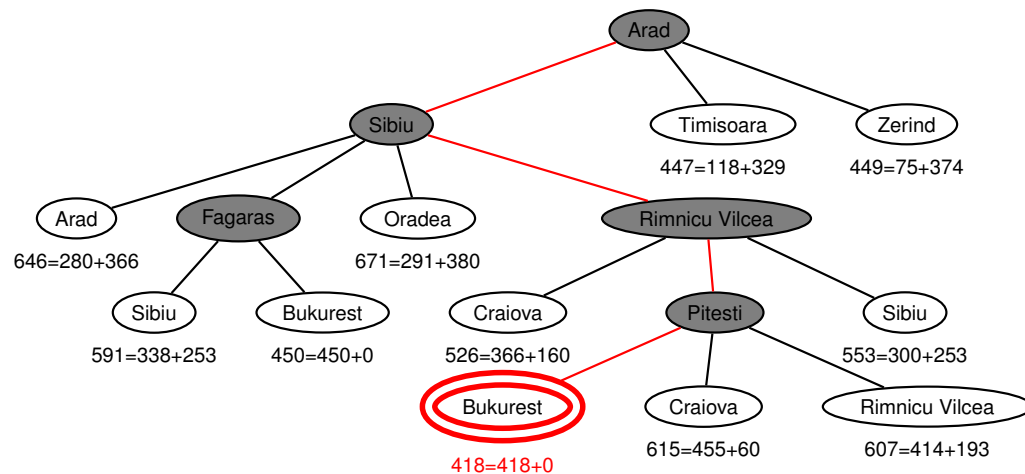 Arad
Sibiu
Timisoara
Zerind
447=118+329
449=75+374
Arad
Fagaras
Oradea
Rimnicu Vilcea
646=280+366
671=291+380
Sibiu
Bukurest
Craiova
Pitesti
Sibiu
591=338+253
450=450+0
526=366+160
553=300+253
Bukurest
Craiova
Rimnicu Vilcea
418=418+0
615=455+60
607=414+193